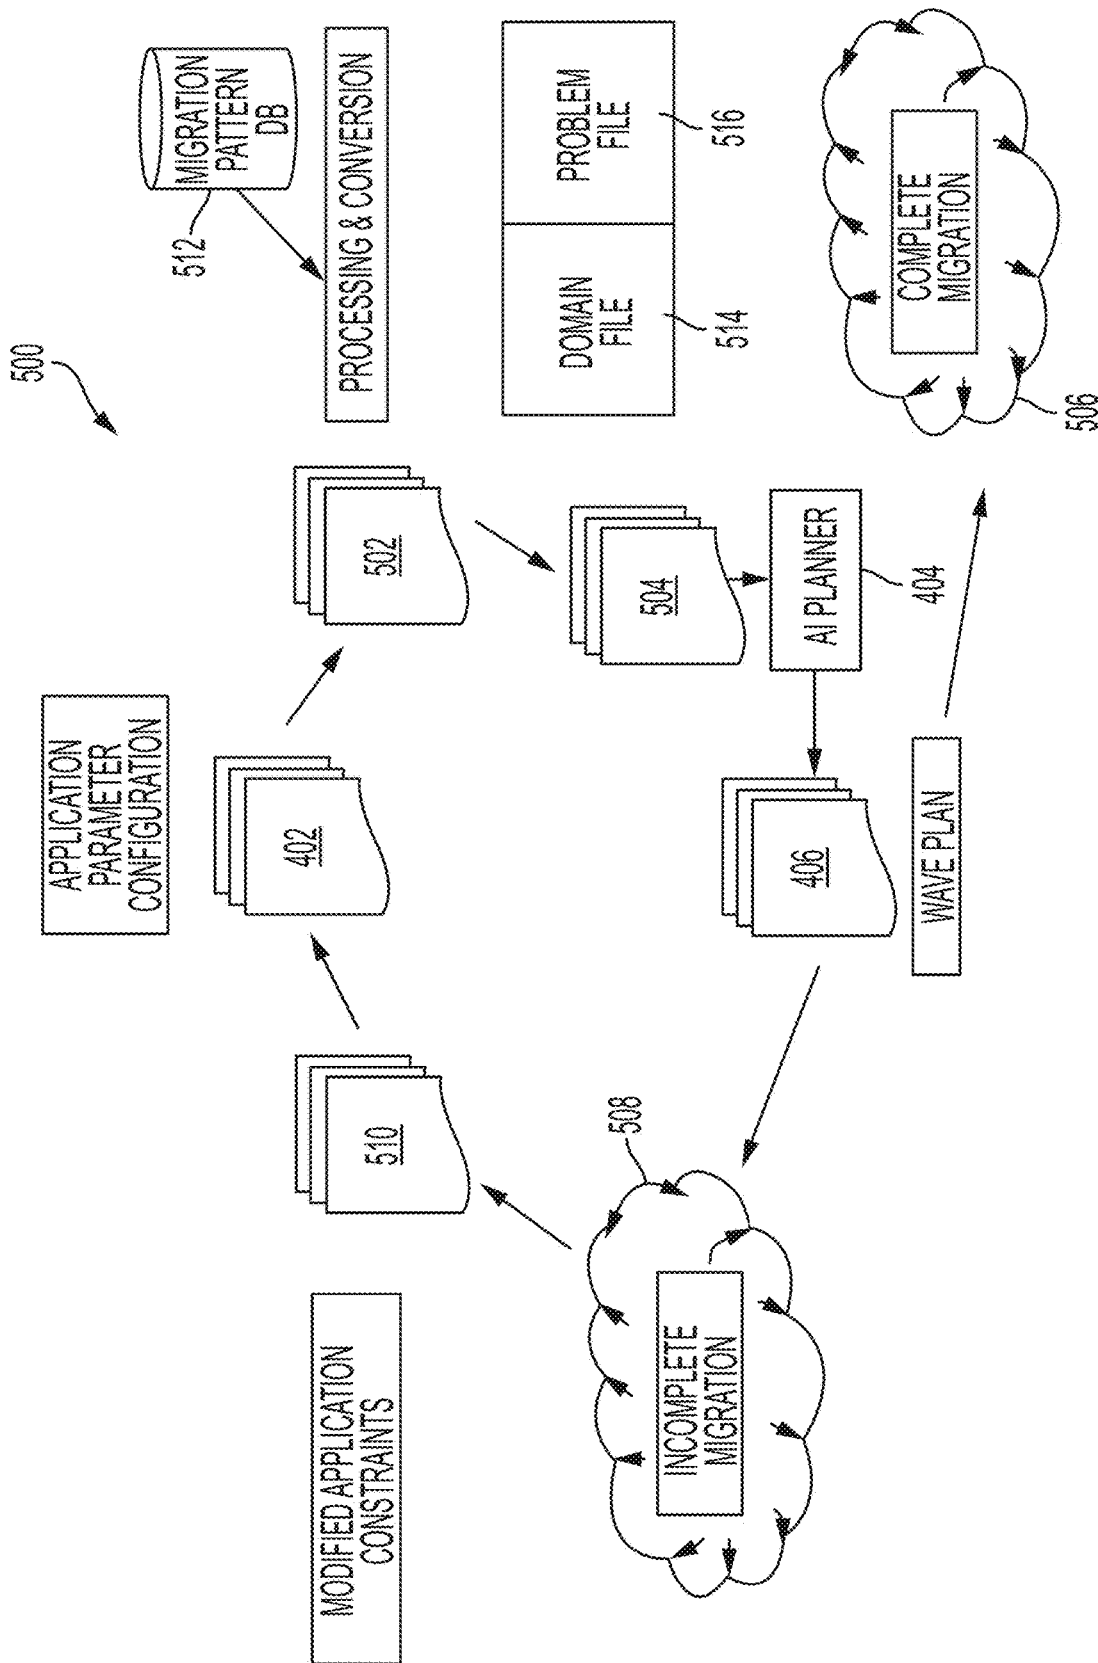 500
MIGRATION
PATTERN
DB
512
PROCESSING & CONVERSION
APPLICATION
PARAMETER
CONFIGURATION
402
502
510
MODIFIED APPLICATION
CONSTRAINTS
DOMAIN
FILE
514
PROBLEM
FILE
516
504
AI PLANNER
404
406
WAVE PLAN
508
INCOMPLETE
MIGRATION
COMPLETE
MIGRATION
506